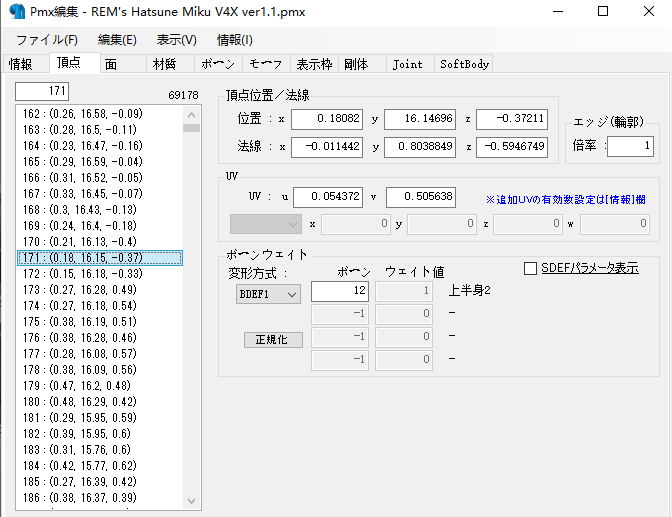 Pmx編集 - REM's Hatsune Miku V4X ver1.1.pmx
ファイル(F) 編集(E) 表示(V) 情報(I)
情報 頂点 面 材質 ボーン モーフ 表示枠 剛体 Joint SoftBody
171 69178
162 : (0.26, 16.58, -0.09)
163 : (0.28, 16.5, -0.11)
164 : (0.23, 16.47, -0.16)
165 : (0.29, 16.59, -0.04)
166 : (0.31, 16.52, -0.05)
167 : (0.33, 16.45, -0.07)
168 : (0.3, 16.43, -0.13)
169 : (0.24, 16.4, -0.18)
170 : (0.21, 16.13, -0.4)
171 : (0.18, 16.15, -0.37)
172 : (0.15, 16.18, -0.33)
173 : (0.27, 16.28, 0.49)
174 : (0.27, 16.18, 0.54)
175 : (0.38, 16.19, 0.51)
176 : (0.38, 16.28, 0.46)
177 : (0.27, 16.08, 0.57)
178 : (0.38, 16.09, 0.56)
179 : (0.47, 16.2, 0.48)
180 : (0.48, 16.29, 0.42)
181 : (0.29, 15.95, 0.59)
182 : (0.39, 15.95, 0.6)
183 : (0.31, 15.76, 0.6)
184 : (0.42, 15.77, 0.62)
185 : (0.27, 16.39, 0.42)
186 : (0.38, 16.37, 0.39)
頂点位置／法線
位置 : x 0.18082 y 16.14696 z -0.37211
法線 : x -0.011442 y 0.8038849 z -0.5946749
エッジ(輪郭)
倍率 : 1
UV
UV : u 0.054372 v 0.505638 ※追加UVの有効数設定は[情報]欄
x 0 y 0 z 0 w 0
ボーンウェイト
変形方式 : ボーン ウェイト値 SDEFパラメータ表示
BDEF1 12 1 上半身2
-1 0 -
正規化 -1 0 -
-1 0 -